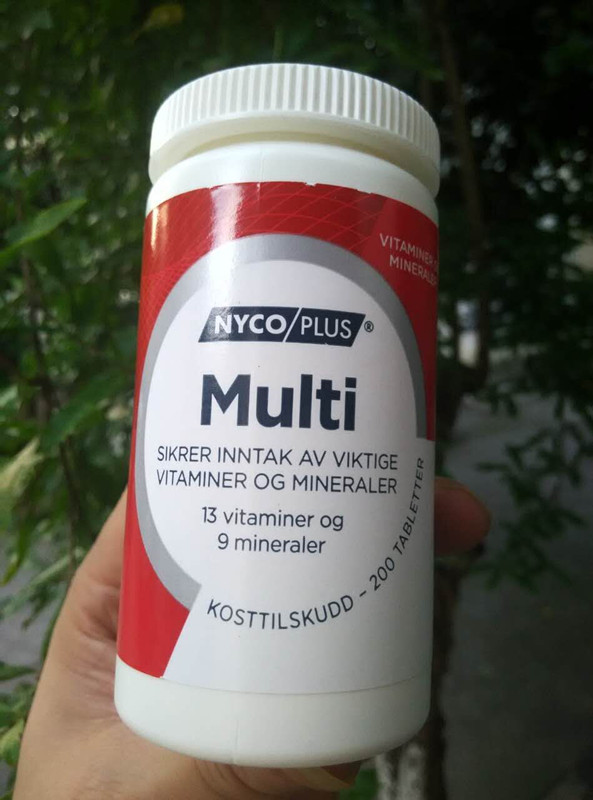 VITAMINER &
MINERALER
NYCO/PLUS®
Multi
SIKRER INNTAK AV VIKTIGE
VITAMINER OG MINERALER
13 vitaminer og
9 mineraler
KOSTTILSKUDD – 200 TABLETTER